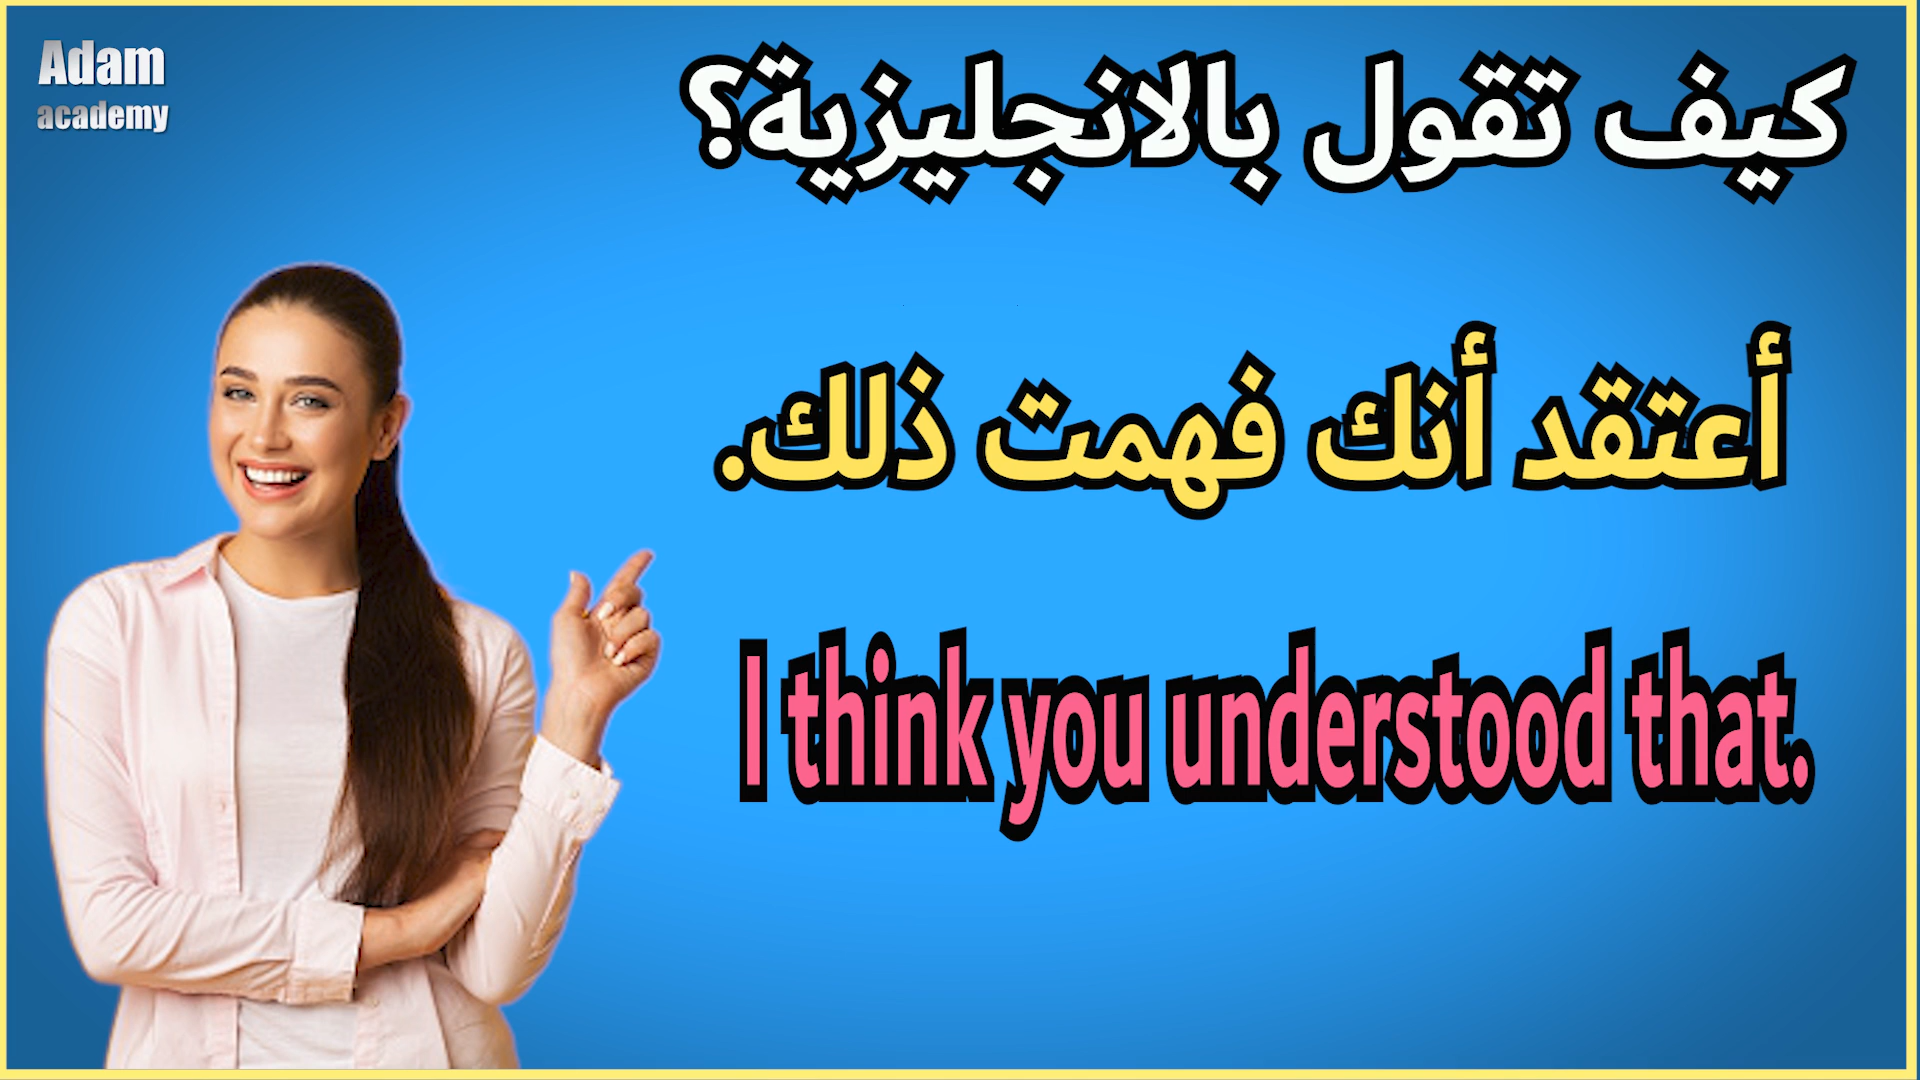 Adam
academy
كيف تقول بالانجليزية؟
أعتقد أنك فهمت ذلك.
I think you understood that.